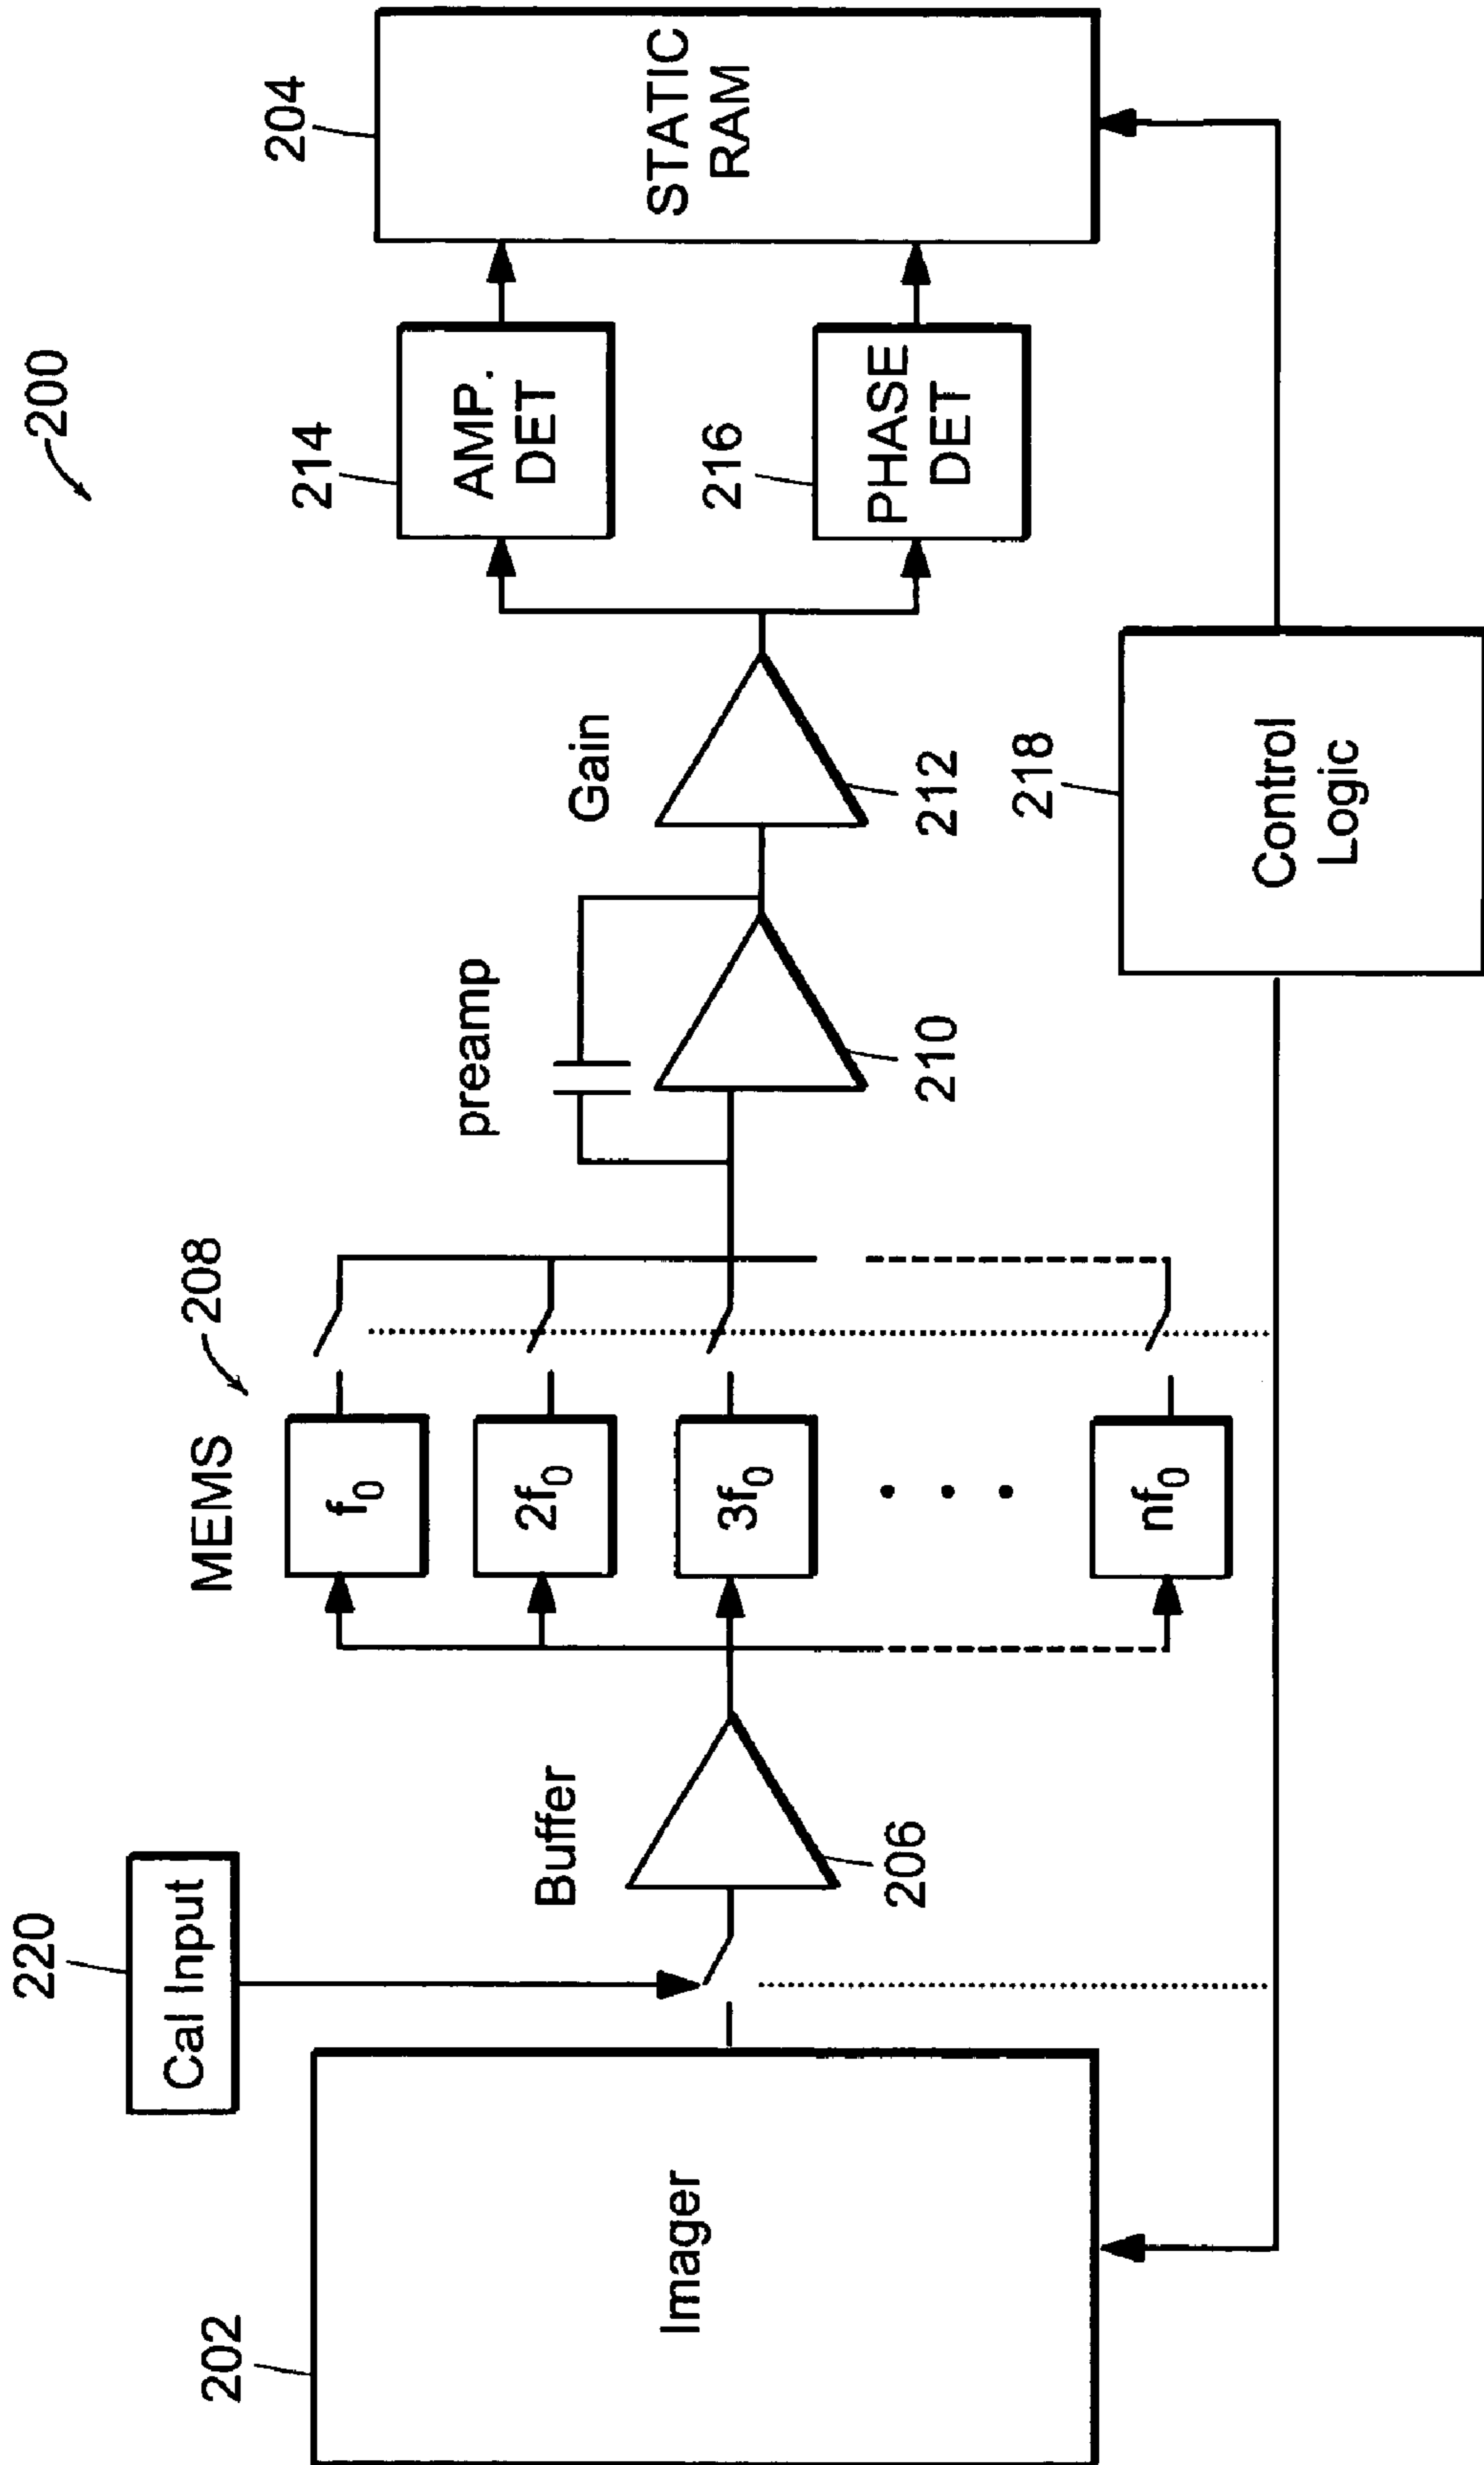 200
220
Cal Input
202
Imager
Buffer
206
MEMS
208
f₀
2f₀
3f₀
nf₀
preamp
210
Gain
212
214
AMP.
DET
216
PHASE
DET
204
STATIC
RAM
218
Control
Logic